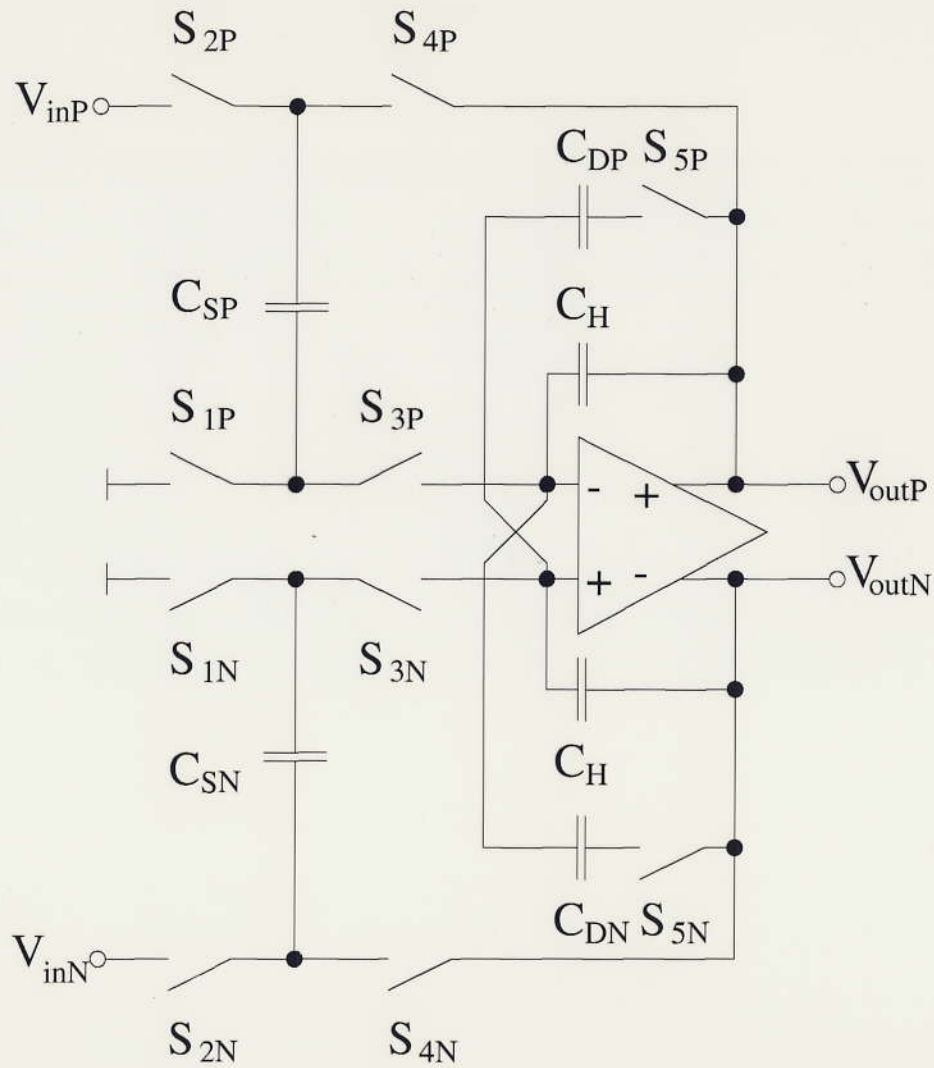 S2P S4P
VinP
CDP S5P
CSP CH
S1P S3P
- + VoutP
+ - VoutN
S1N S3N
CSN CH
CDN S5N
VinN
S2N S4N